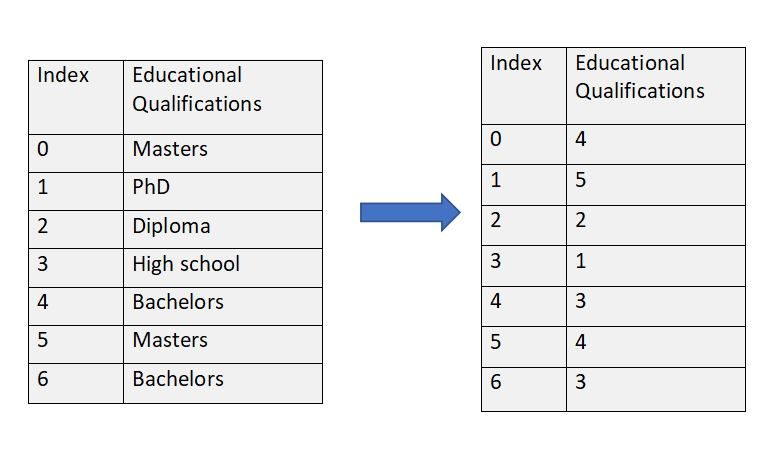 Index Educational
Qualifications
0 Masters
1 PhD
2 Diploma
3 High school
4 Bachelors
5 Masters
6 Bachelors
Index Educational
Qualifications
0 4
1 5
2 2
3 1
4 3
5 4
6 3